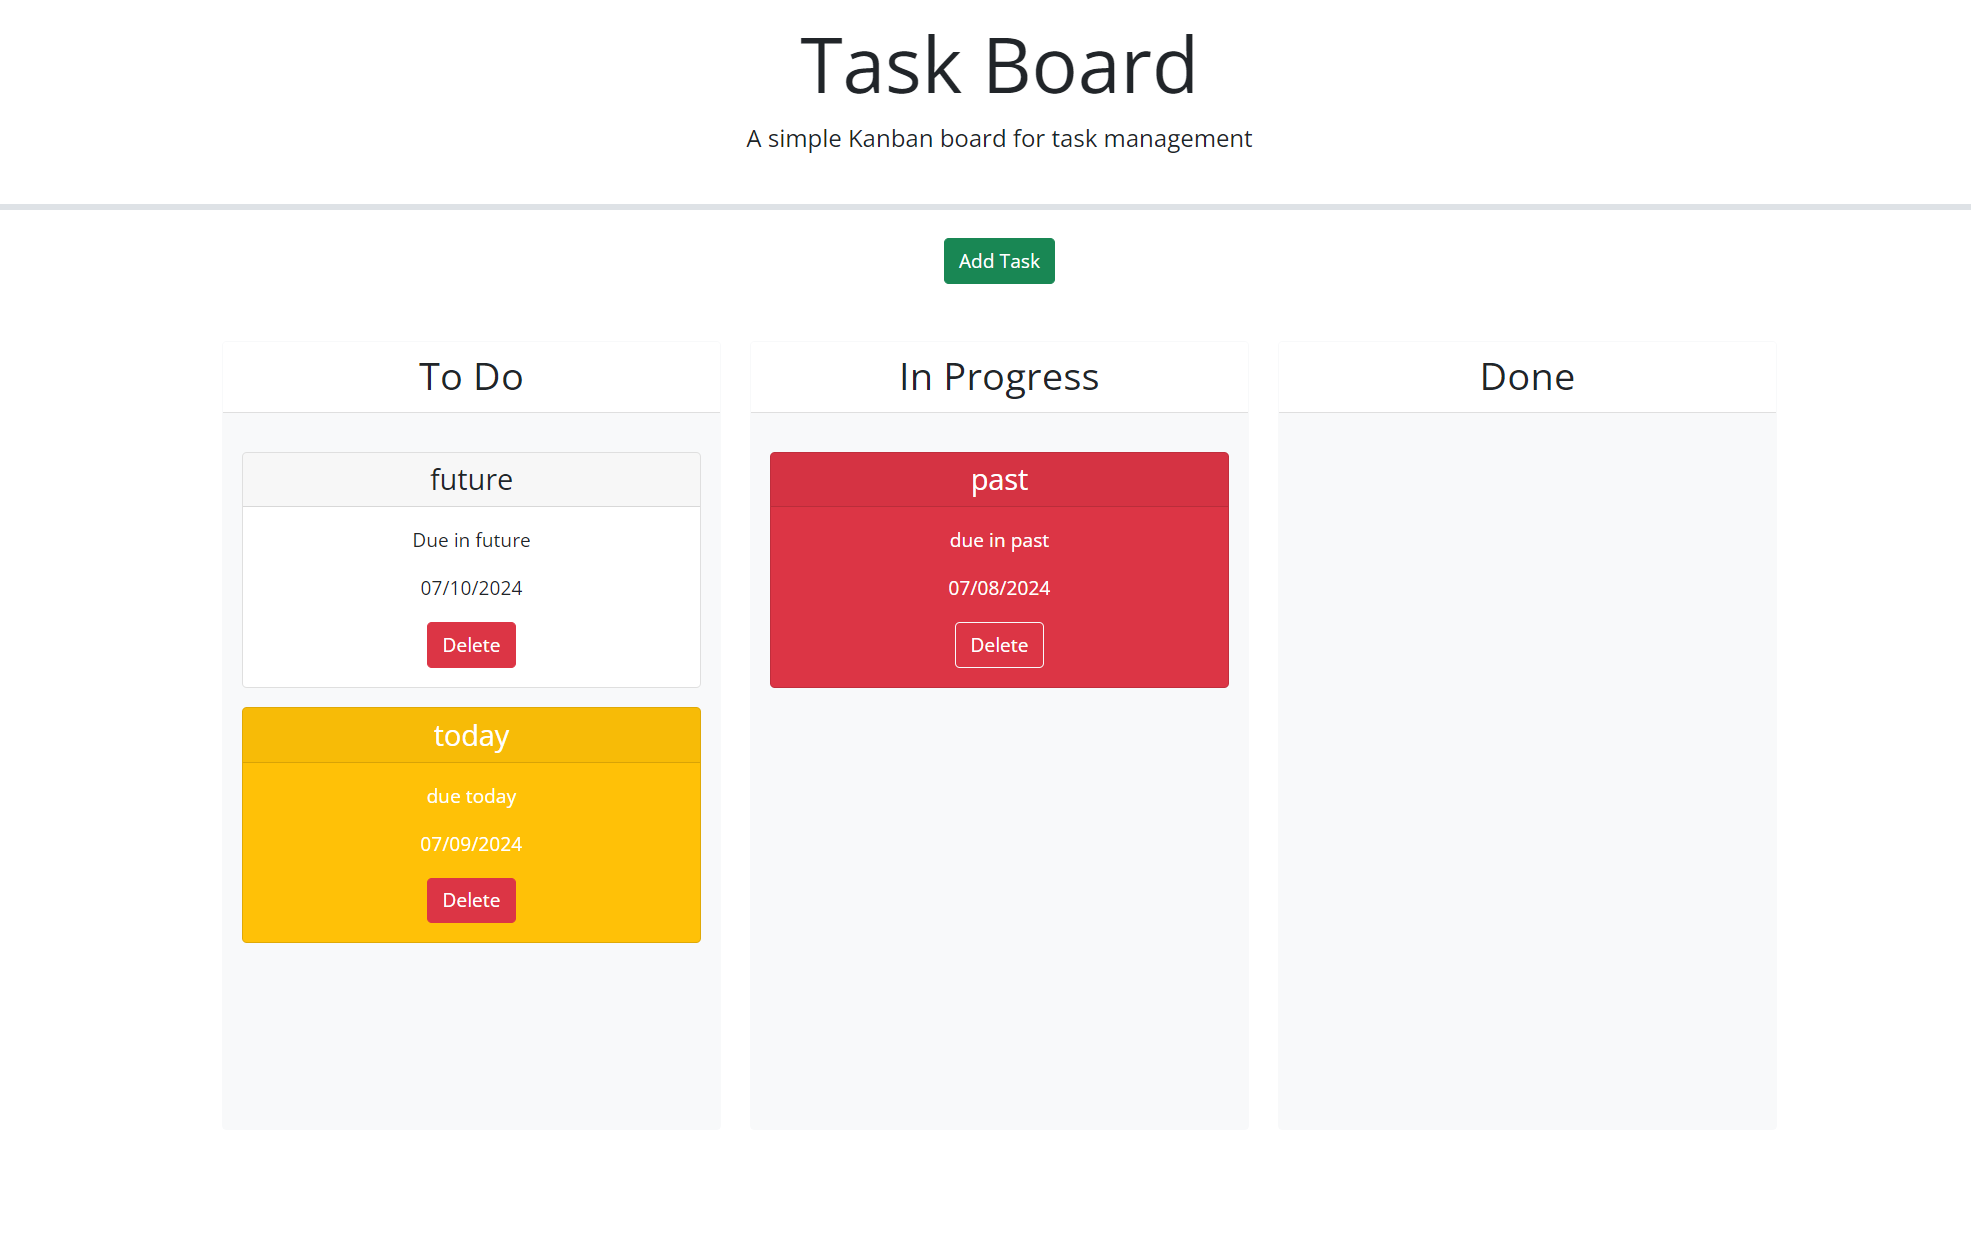 Task Board
A simple Kanban board for task management
Add Task
To Do
future
Due in future
07/10/2024
Delete
today
due today
07/09/2024
Delete
In Progress
past
due in past
07/08/2024
Delete
Done